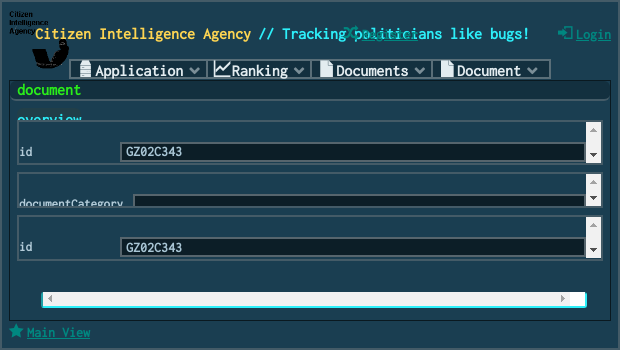 Citizen
Intelligence
Agency
Citizen Intelligence Agency // Tracking politicians like bugs!
Register
Login
Application
Ranking
Documents
Document
document
overview
id
GZ02C343
documentCategory
id
GZ02C343
Main View